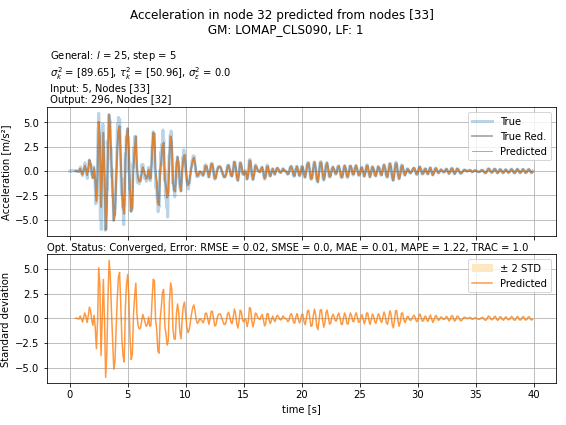 Acceleration in node 32 predicted from nodes [33]
GM: LOMAP_CLS090, LF: 1
General: l = 25, step = 5
σ²ₖ = [89.65], τ²ₖ = [50.96], σ²ₑ = 0.0
Input: 5, Nodes [33]
Output: 296, Nodes [32]
Acceleration [m/s²]
5.0
2.5
0.0
−2.5
−5.0
True
True Red.
Predicted
Opt. Status: Converged, Error: RMSE = 0.02, SMSE = 0.0, MAE = 0.01, MAPE = 1.22, TRAC = 1.0
Standard deviation
5.0
2.5
0.0
−2.5
−5.0
± 2 STD
Predicted
0 5 10 15 20 25 30 35 40
time [s]